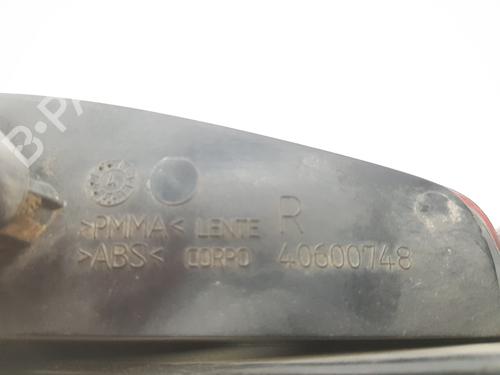 >PMMA< LENTE R
>ABS< CORPO 40600748